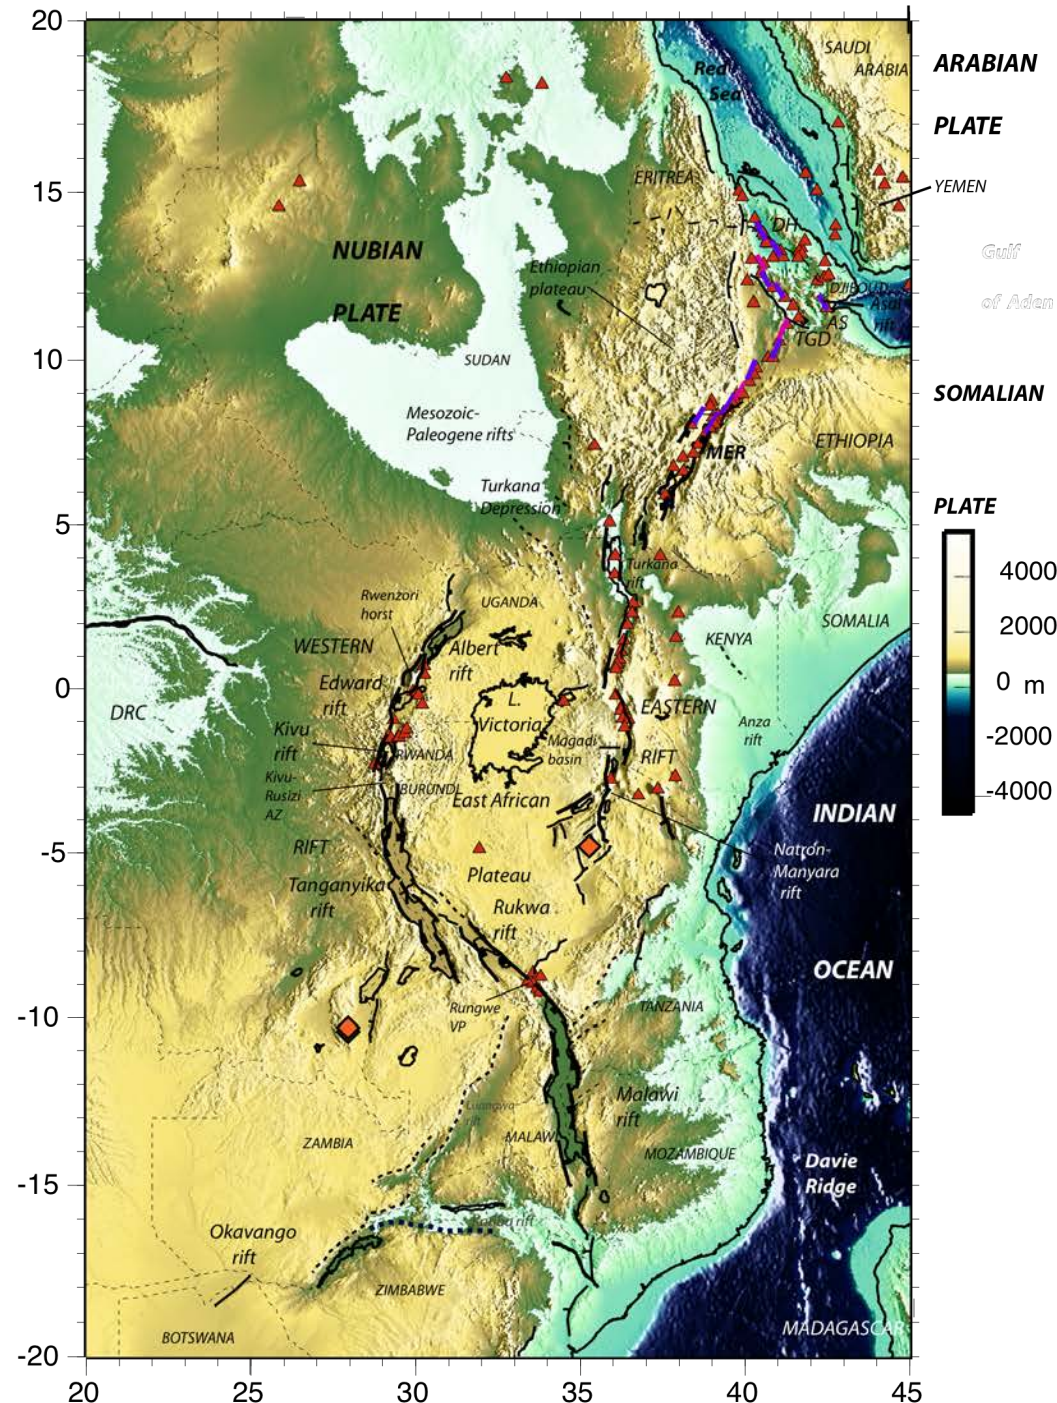 20
15
10
5
0
-5
-10
-15
-20
20
25
30
35
40
45
SAUDI
ARABIA
Red
Sea
ARABIAN
PLATE
ERITREA
YEMEN
DH
NUBIAN
PLATE
Ethiopian
plateau
Gulf
of Aden
DJIBOUTI
Asal
rift
AS
TGD
SUDAN
SOMALIAN
PLATE
Mesozoic-
Paleogene rifts
MER
ETHIOPIA
Turkana
Depression
4000
2000
0 m
-2000
-4000
Turkana
rift
Rwenzori
horst
UGANDA
SOMALIA
WESTERN
Albert
rift
KENYA
Edward
rift
L.
Victoria
EASTERN
DRC
Kivu
rift
Anza
rift
Magadi
basin
RWANDA
RIFT
Kivu-
Rusizi
AZ
BURUNDI
East African
INDIAN
RIFT
Natron-
Manyara
rift
Tanganyika
rift
Plateau
Rukwa
rift
OCEAN
Rungwe
VP
TANZANIA
Luangwa
rift
Malawi
rift
ZAMBIA
MALAWI
MOZAMBIQUE
Davie
Ridge
Okavango
rift
ZIMBABWE
BOTSWANA
MADAGASCAR